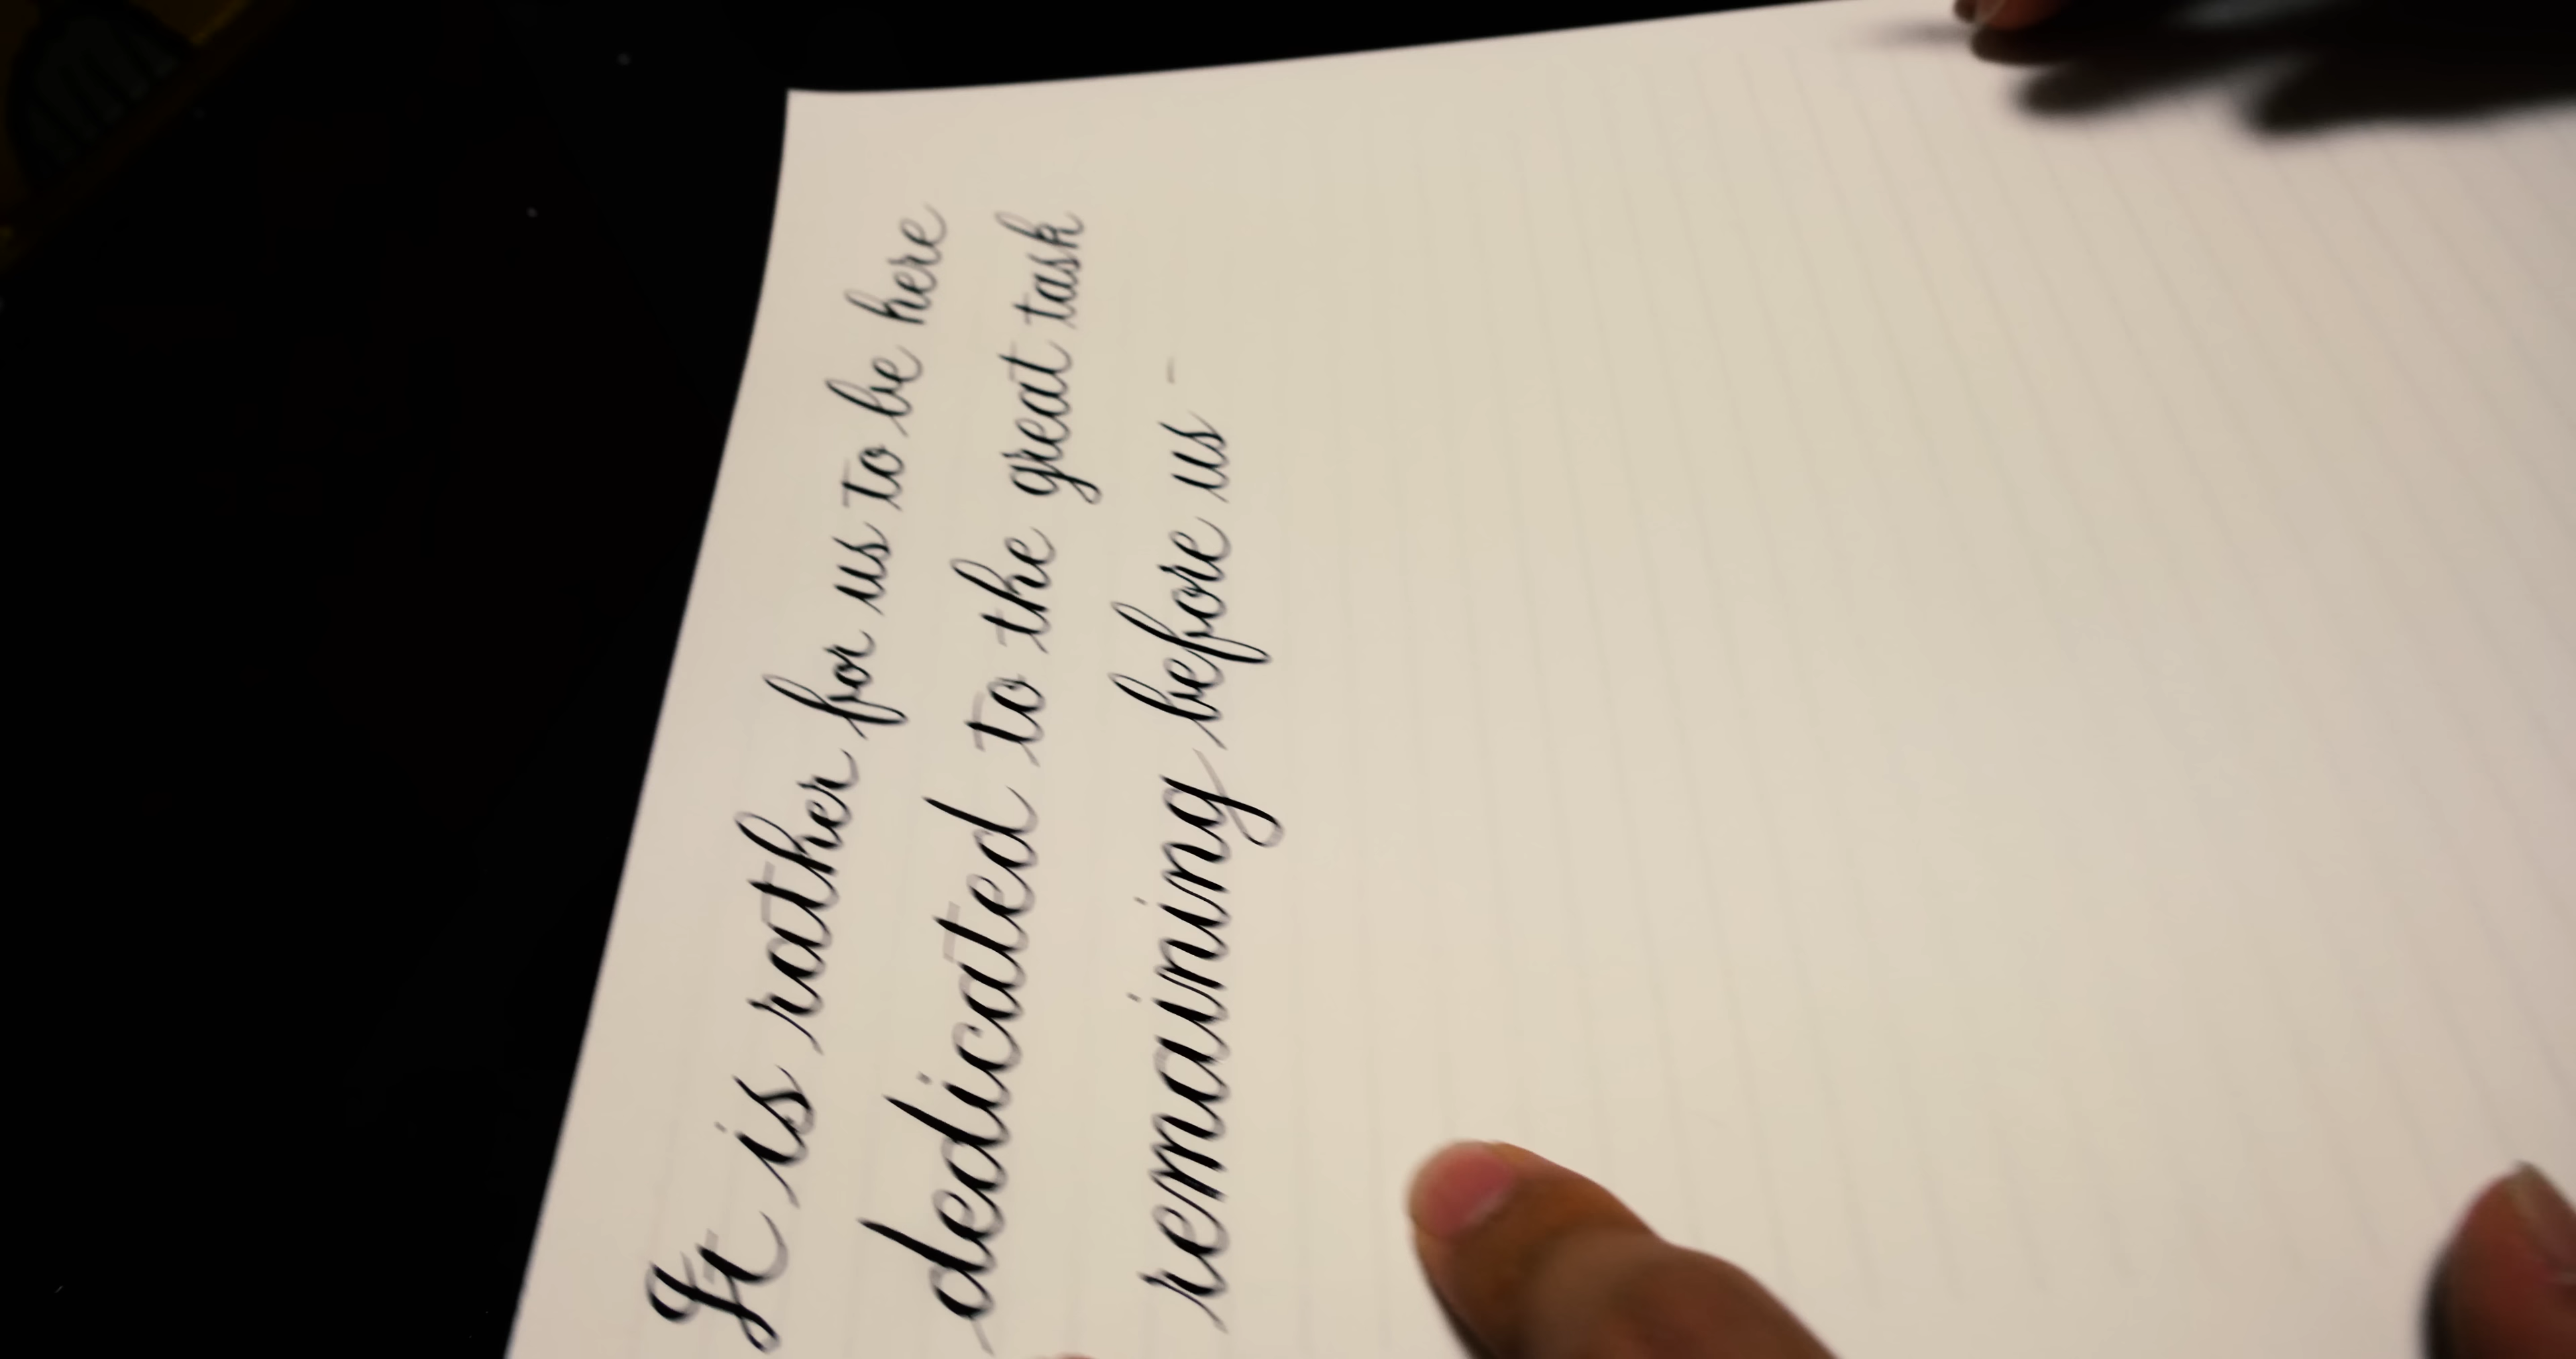 It is rather for us to be here
dedicated to the great task
remaining before us -